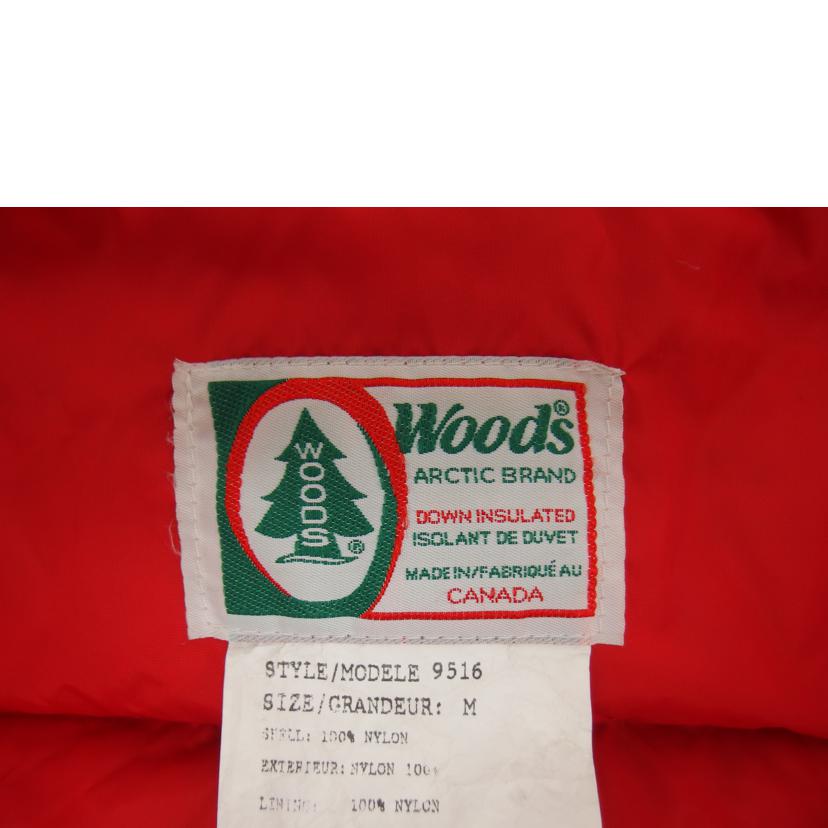 WOODS®
Woods®
ARCTIC BRAND
DOWN INSULATED
ISOLANT DE DUVET
MADE IN/FABRIQUÉ AU
CANADA
STYLE/MODELE 9516
SIZE/GRANDEUR: M
SHELL: 100% NYLON
EXTERIEUR: NYLON 100%
LINING: 100% NYLON